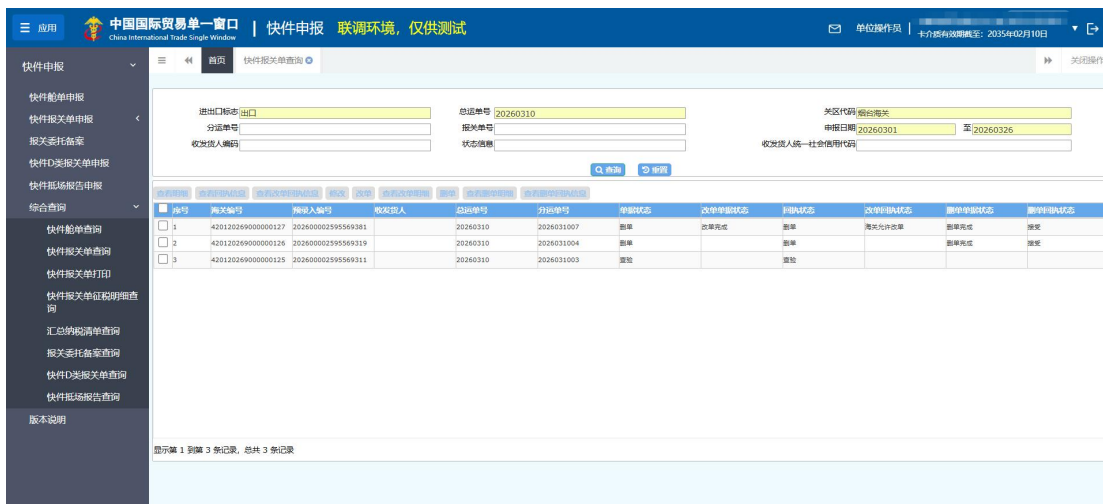 应用
中国国际贸易单一窗口
China International Trade Single Window
快件申报 联调环境，仅供测试
单位操作员
卡介质有效期截至：2035年02月10日
快件申报
首页 快件报关单查询
关闭操作
快件舱单申报
快件报关单申报
报关委托备案
快件D类报关单申报
快件抵场报告申报
综合查询
快件舱单查询
快件报关单查询
快件报关单打印
快件报关单征税明细查询
汇总纳税清单查询
报关委托备案查询
快件D类报关单查询
快件抵场报告查询
版本说明
进出口标志 出口 总运单号 20260310 关区代码 烟台海关
分运单号 报关单号 申报日期 20260301 至 20260326
收发货人编码 状态信息 收发货人统一社会信用代码
查询 重置
查看明细 查看回执信息 查看改单回执信息 修改 改单 查看改单明细 删单 查看删单明细 查看删单回执信息
序号 海关编号 预录入编号 收发货人 总运单号 分运单号 单据状态 改单单据状态 回执状态 改单回执状态 删单单据状态 删单回执状态
1 420120269000000127 202600002595569381 20260310 2026031007 删单 改单完成 删单 海关允许改单 删单完成 接受
2 420120269000000126 202600002595569319 20260310 2026031004 删单 删单 删单完成 接受
3 420120269000000125 202600002595569311 20260310 2026031003 查验 查验
显示第 1 到第 3 条记录，总共 3 条记录